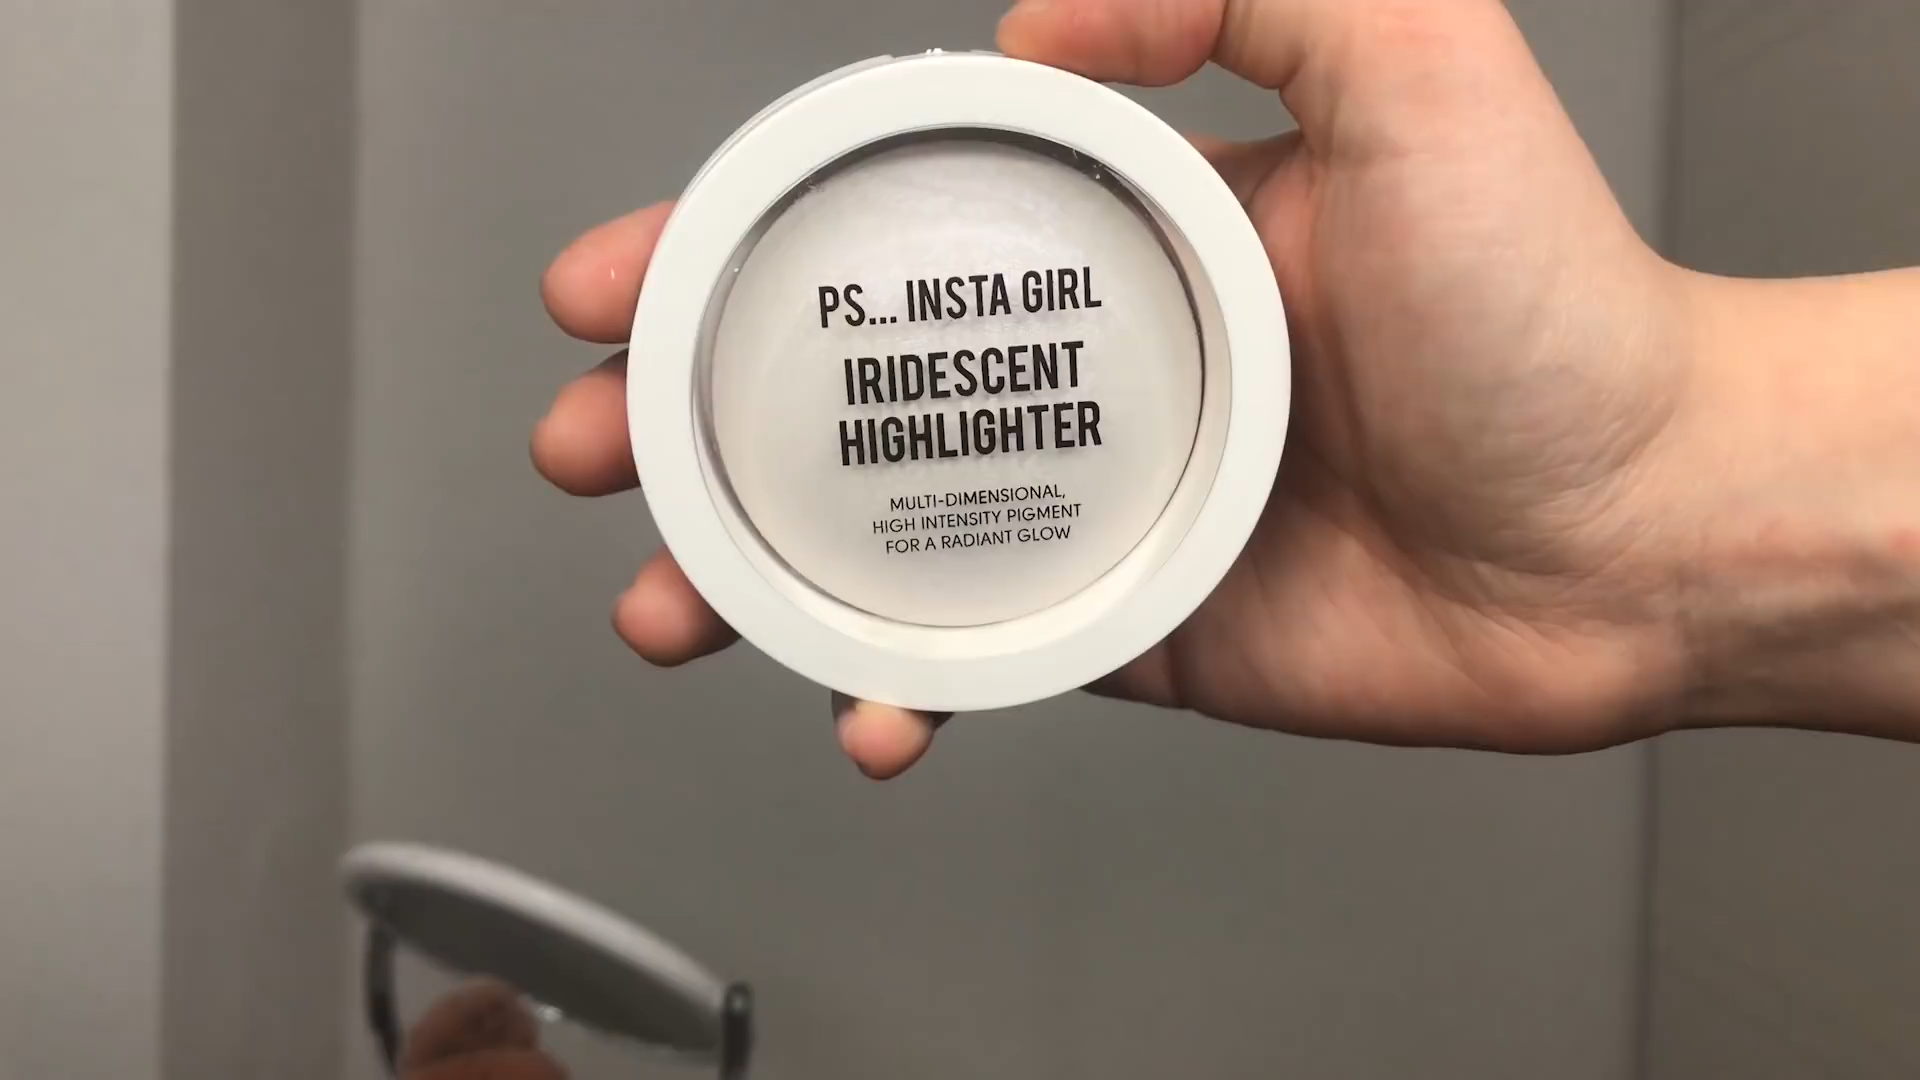 PS... INSTA GIRL
IRIDESCENT
HIGHLIGHTER
MULTI-DIMENSIONAL,
HIGH INTENSITY PIGMENT
FOR A RADIANT GLOW